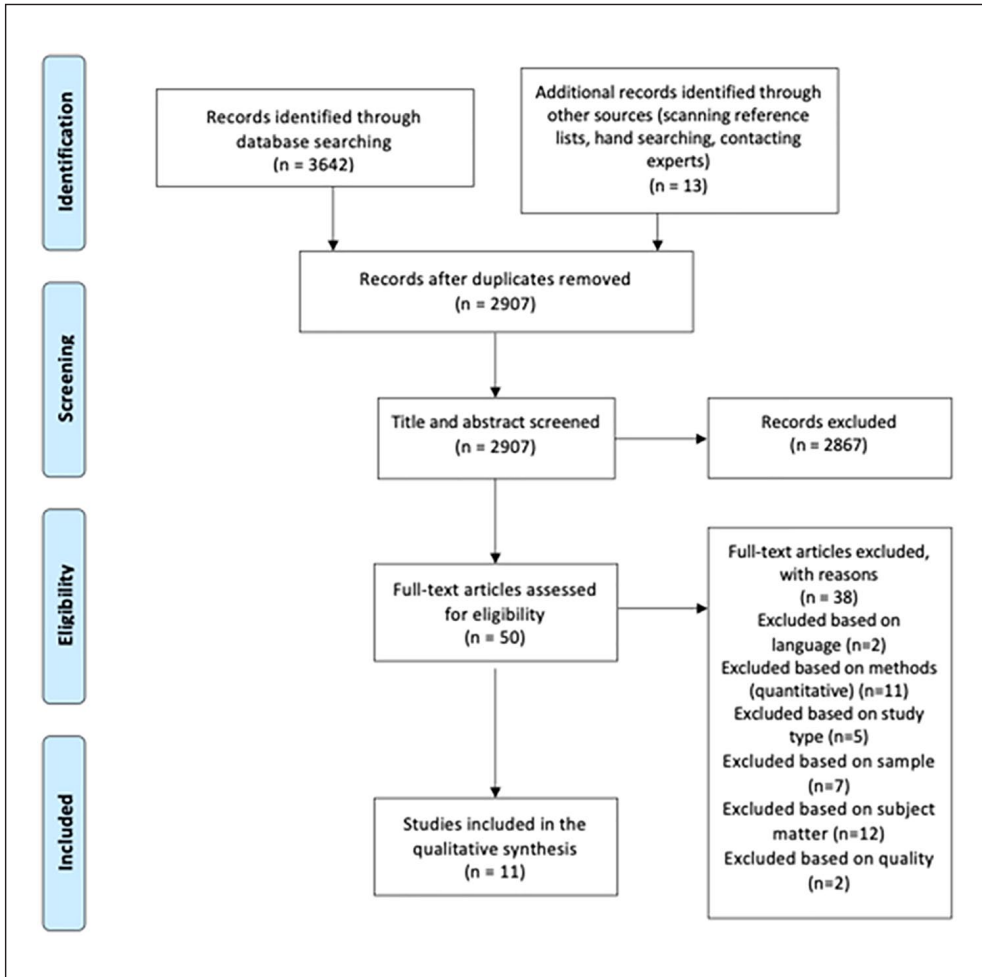 Identification
Records identified through
database searching
(n = 3642)
Additional records identified through
other sources (scanning reference
lists, hand searching, contacting
experts)
(n = 13)
Screening
Records after duplicates removed
(n = 2907)
Title and abstract screened
(n = 2907)
Records excluded
(n = 2867)
Eligibility
Full-text articles assessed
for eligibility
(n = 50)
Full-text articles excluded,
with reasons
(n = 38)
Excluded based on
language (n=2)
Excluded based on methods
(quantitative) (n=11)
Excluded based on study
type (n=5)
Excluded based on sample
(n=7)
Excluded based on subject
matter (n=12)
Excluded based on quality
(n=2)
Included
Studies included in the
qualitative synthesis
(n = 11)